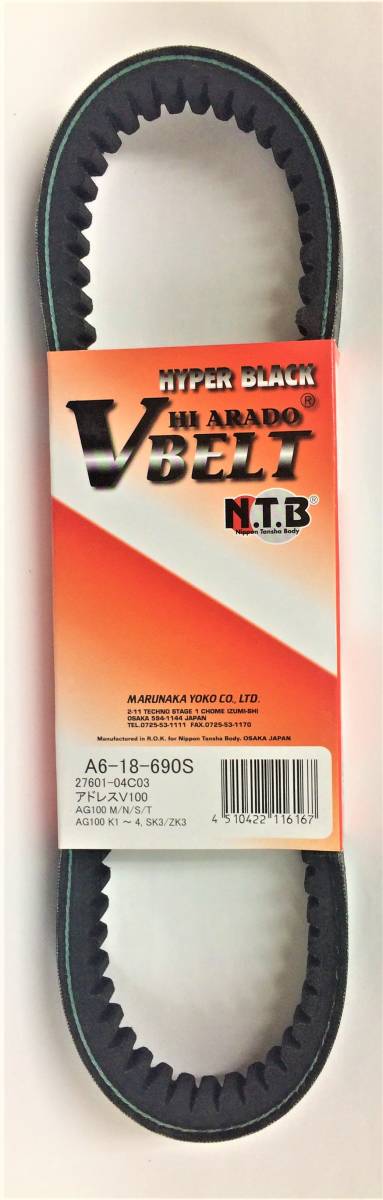 HYPER BLACK
HI ARADO ®
V BELT
N.T.B ®
Nippon Tansha Body
MARUNAKA YOKO CO., LTD.
2-11 TECHNO STAGE 1 CHOME IZUMI-SHI
OSAKA 594-1144 JAPAN
TEL.0725-53-1111 FAX.0725-53-1170
Manufactured in R.O.K. for Nippon Tansha Body. OSAKA JAPAN
A6-18-690S
27601-04C03
アドレスV100
AG100 M/N/S/T
AG100 K1 ～ 4, SK3/ZK3
4 510422 116167